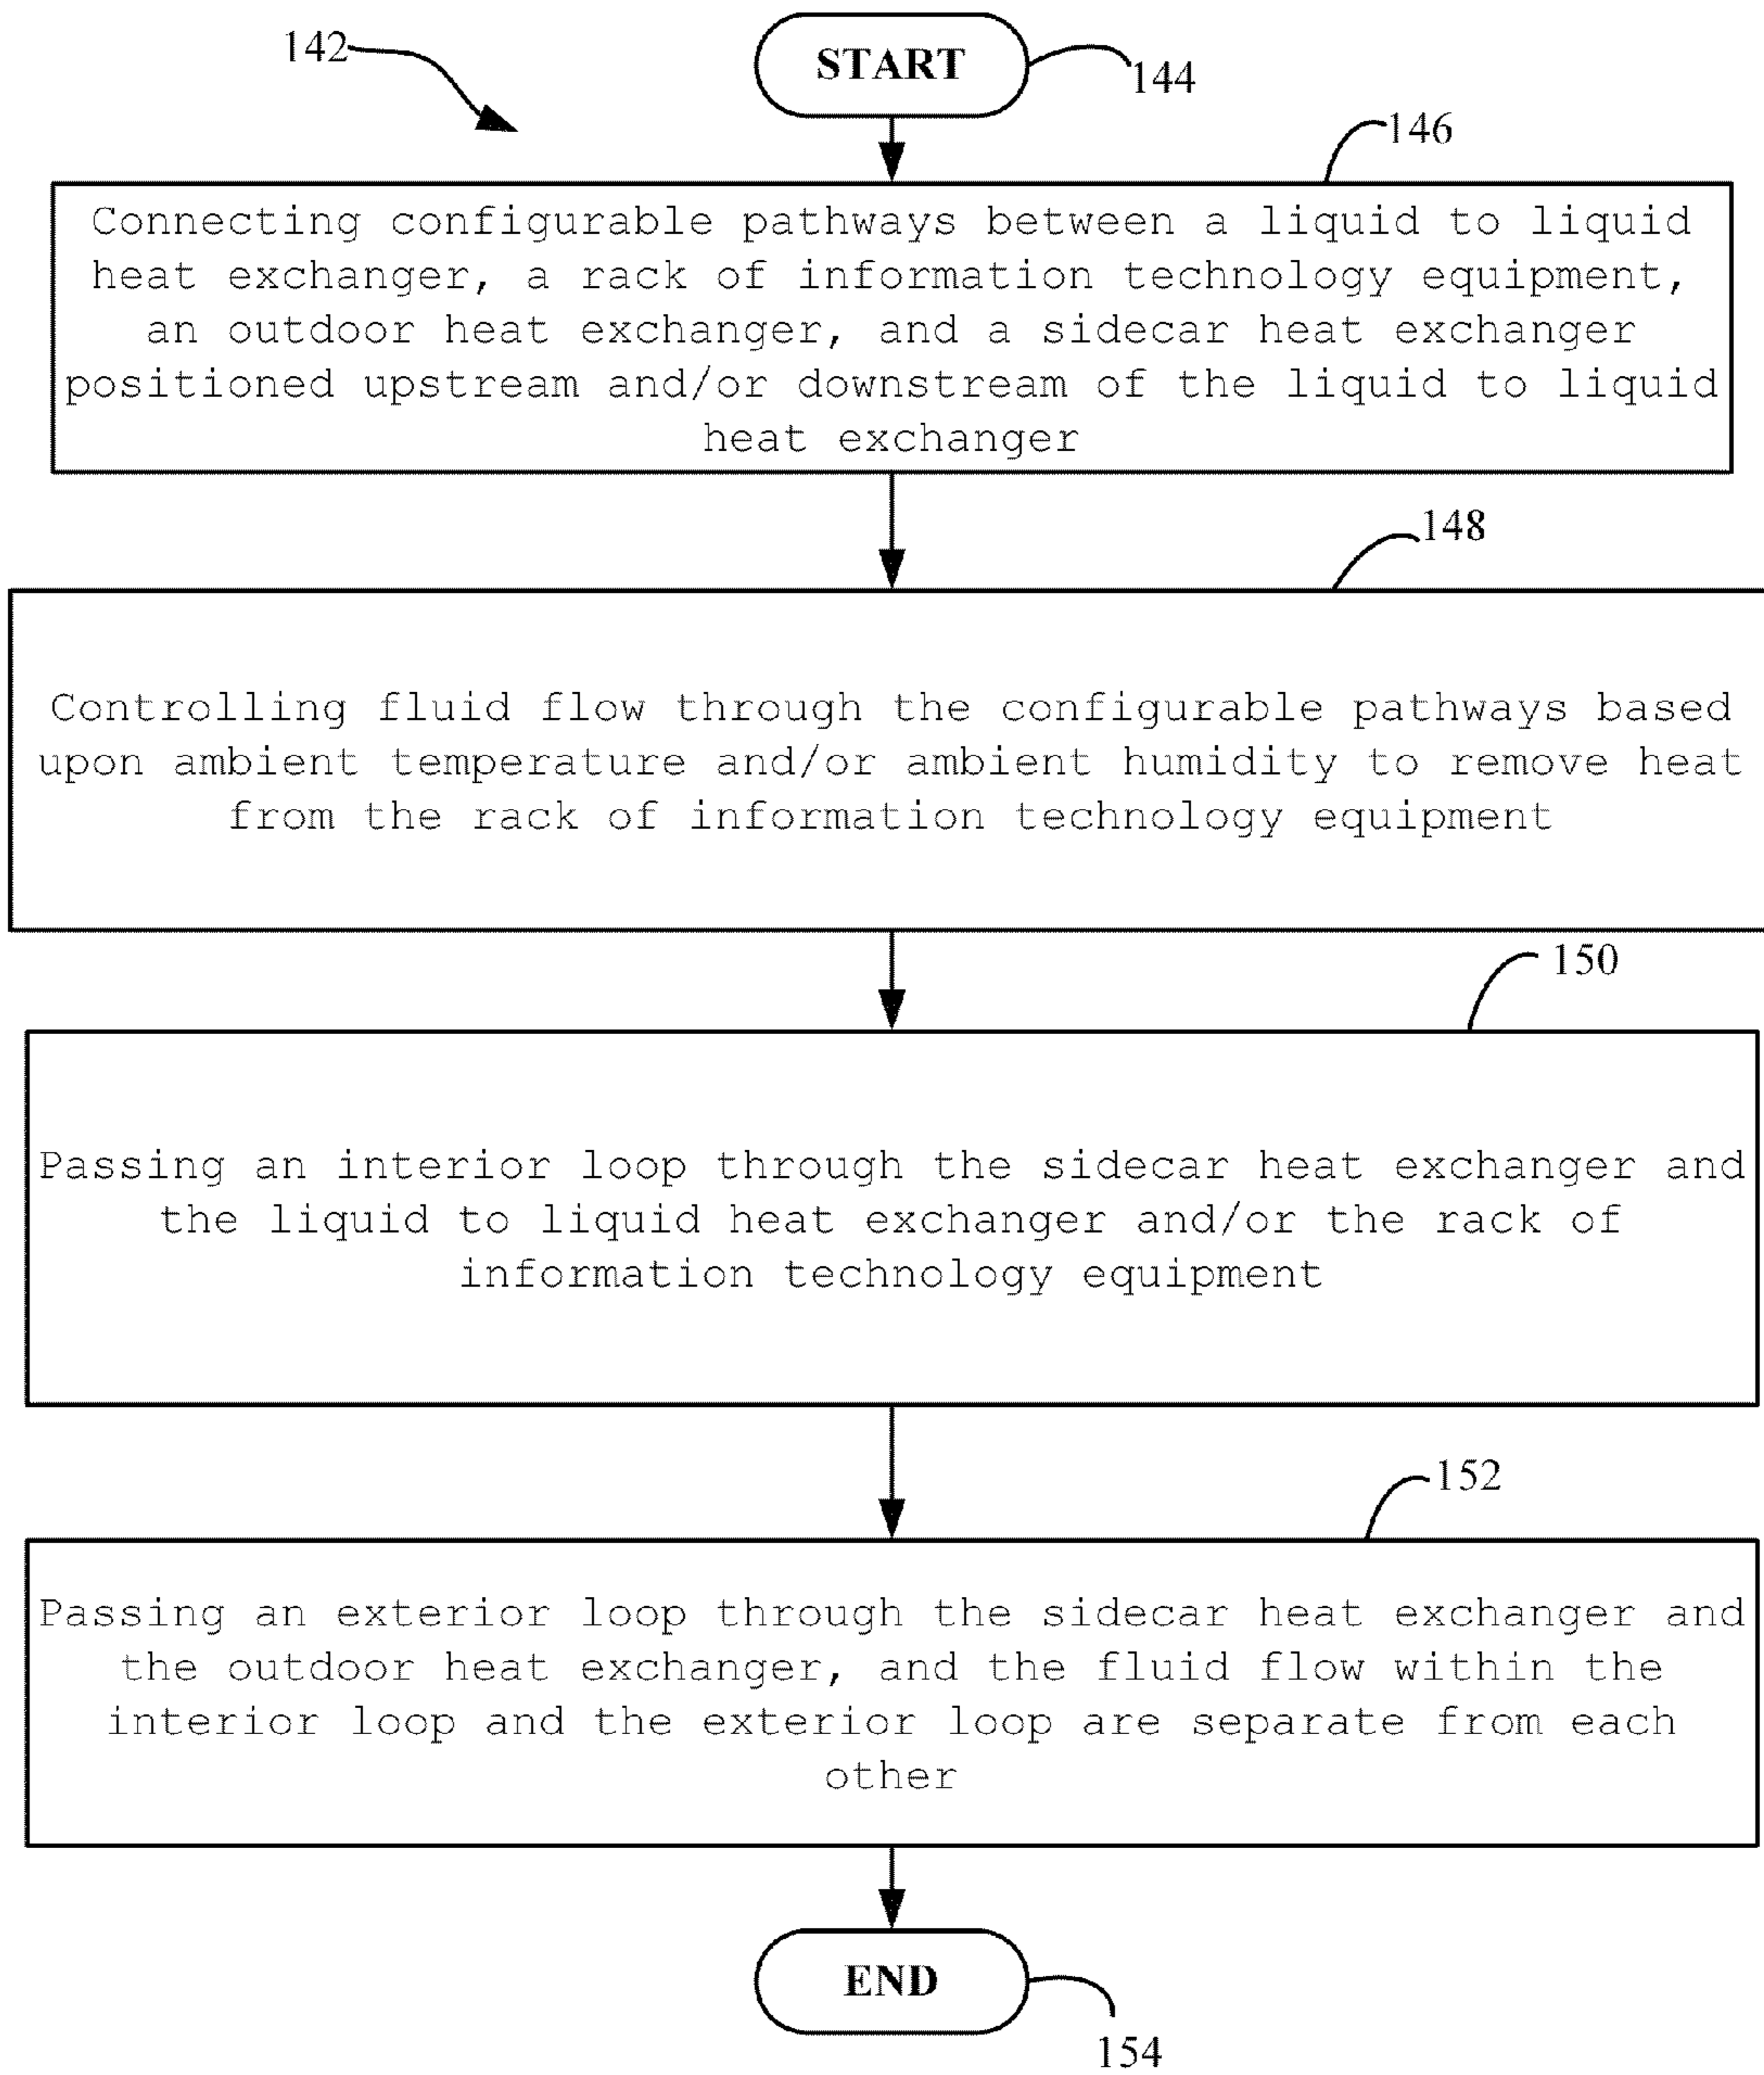 142
START
144
146
Connecting configurable pathways between a liquid to liquid
heat exchanger, a rack of information technology equipment,
an outdoor heat exchanger, and a sidecar heat exchanger
positioned upstream and/or downstream of the liquid to liquid
heat exchanger
148
Controlling fluid flow through the configurable pathways based
upon ambient temperature and/or ambient humidity to remove heat
from the rack of information technology equipment
150
Passing an interior loop through the sidecar heat exchanger and
the liquid to liquid heat exchanger and/or the rack of
information technology equipment
152
Passing an exterior loop through the sidecar heat exchanger and
the outdoor heat exchanger, and the fluid flow within the
interior loop and the exterior loop are separate from each
other
END
154